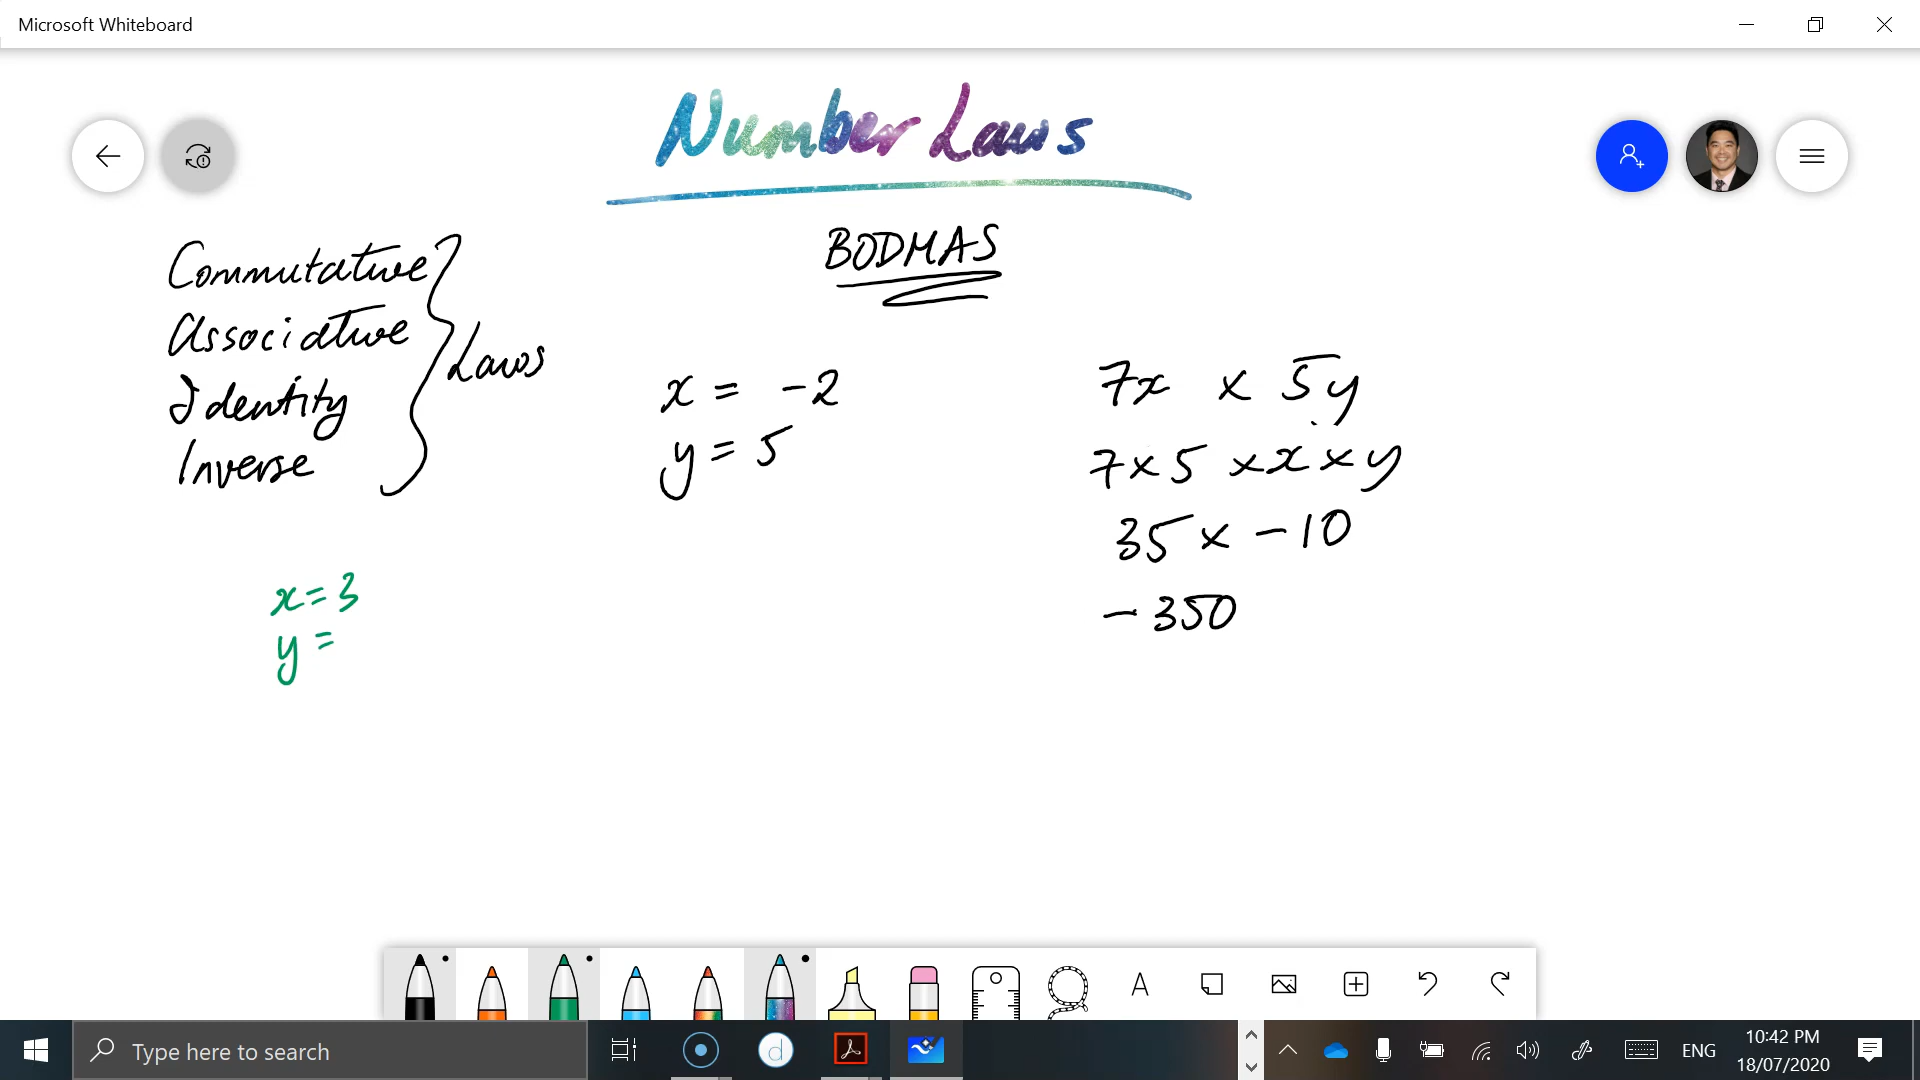 Microsoft Whiteboard
Number Laws
BODMAS
Commutative
Associative
Identity
Inverse
Laws
x = -2
y = 5
7x x 5y
7 x 5 x x x y
35 x -10
-350
x = 3
y =
A
Type here to search
d
ENG
10:42 PM
18/07/2020